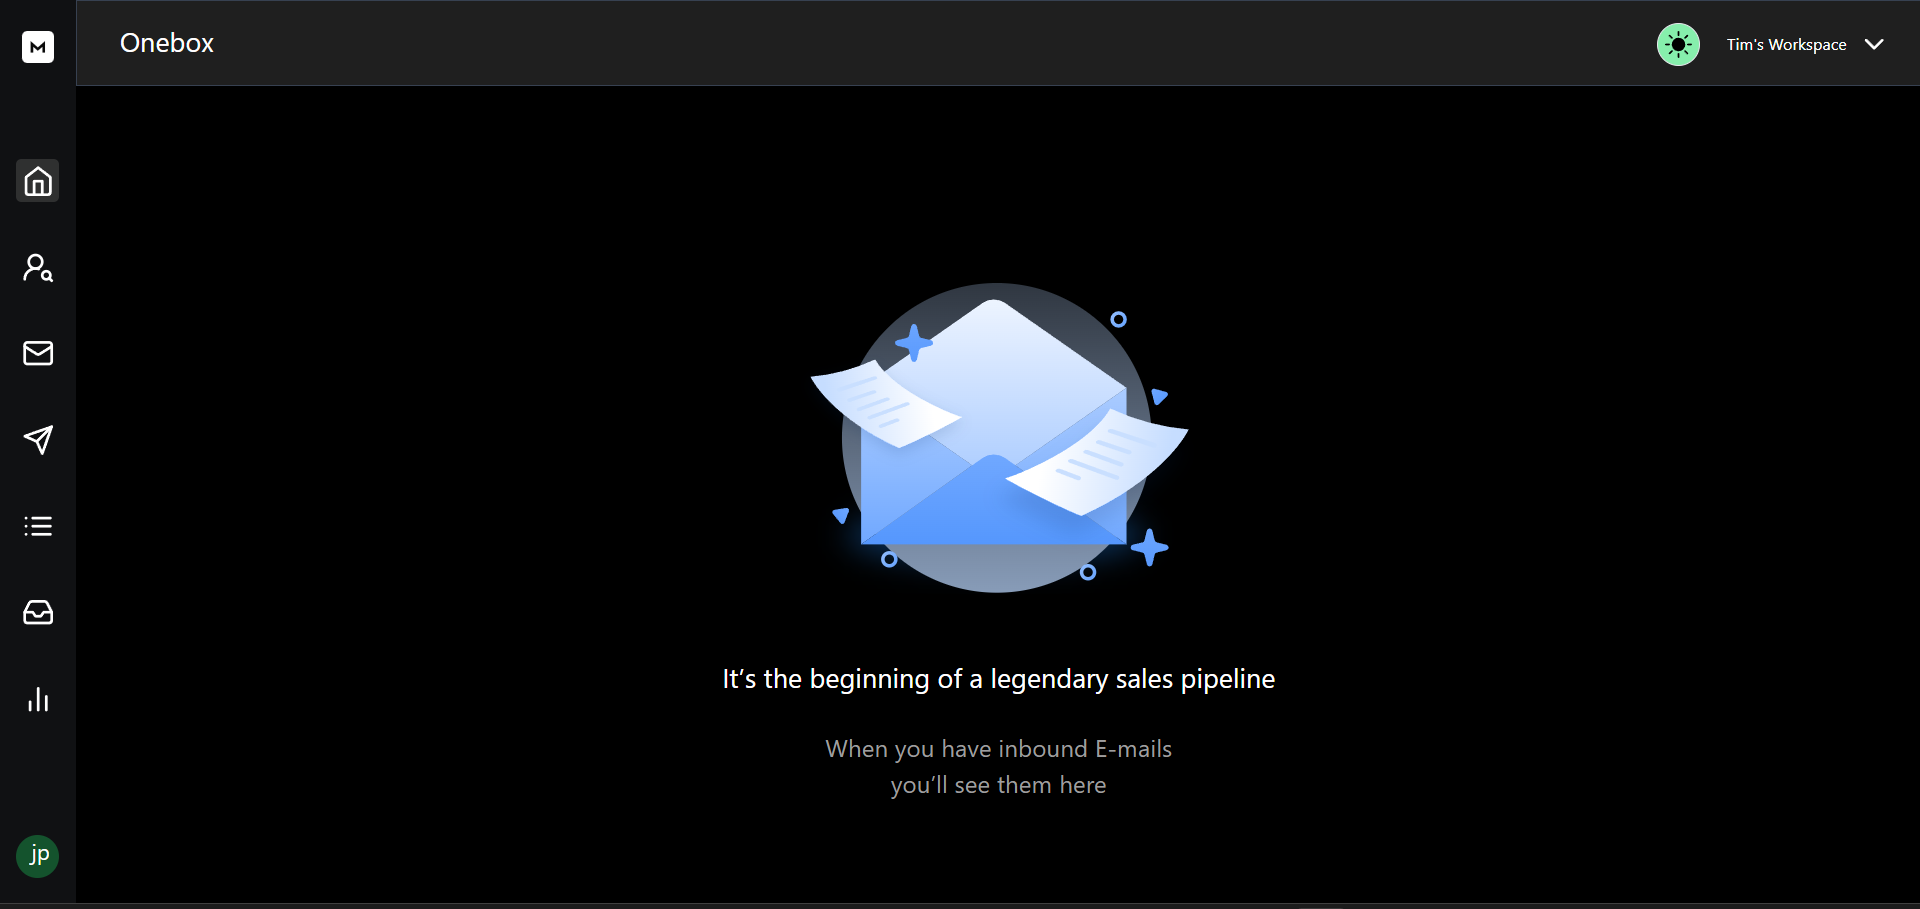 M
Onebox
Tim's Workspace
It’s the beginning of a legendary sales pipeline
When you have inbound E-mails
you’ll see them here
jp